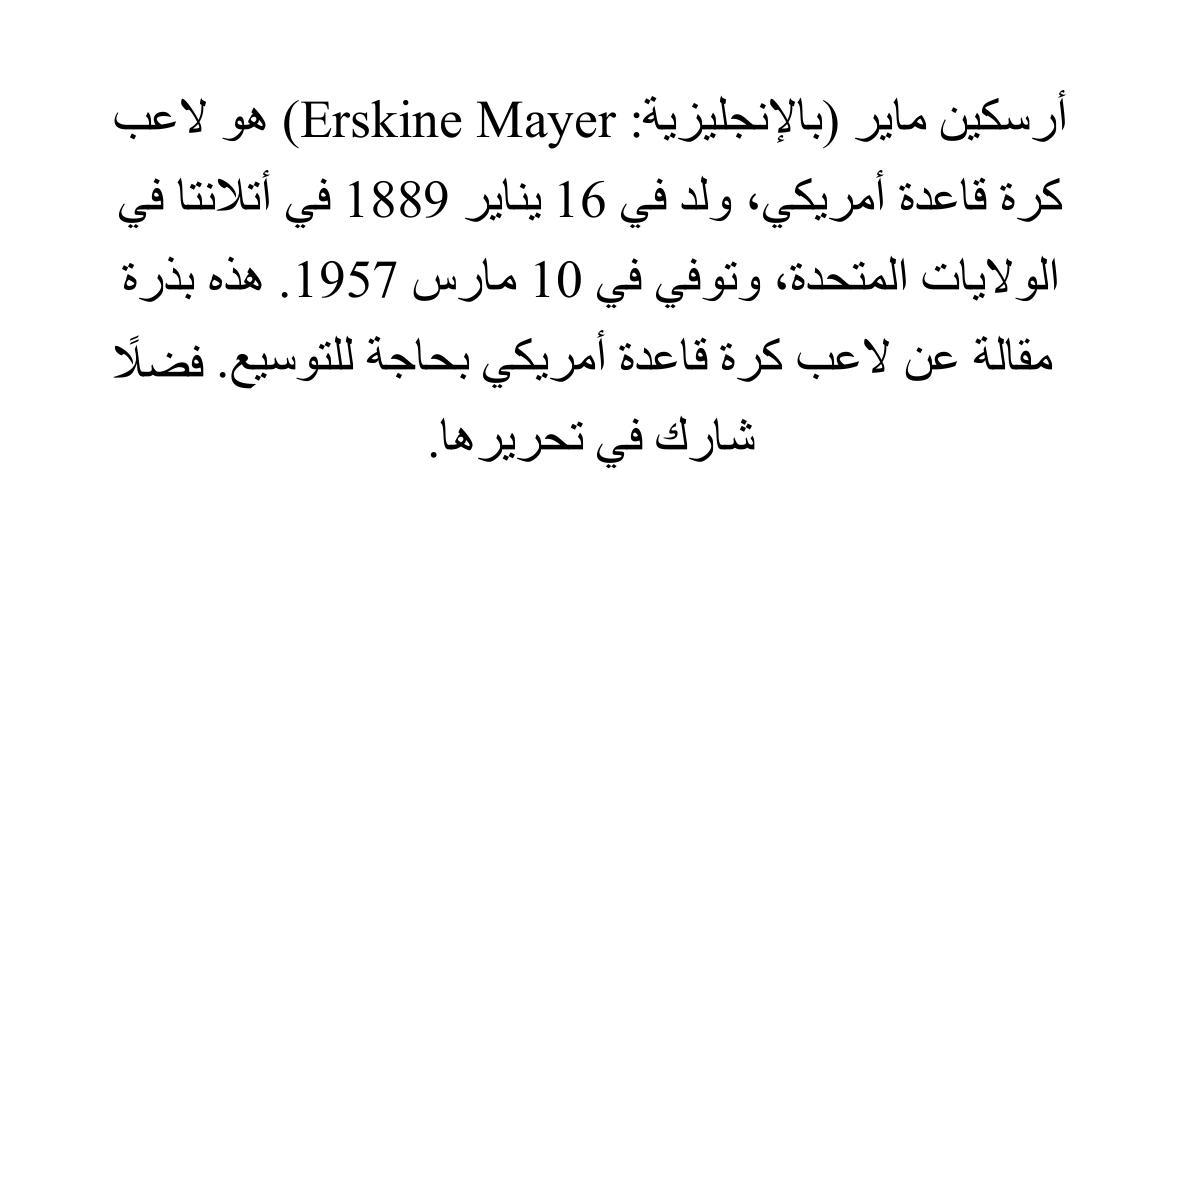 أرسكين ماير (بالإنجليزية: Erskine Mayer) هو لاعب
كرة قاعدة أمريكي، ولد في 16 يناير 1889 في أتلانتا في
الولايات المتحدة، وتوفي في 10 مارس 1957. هذه بذرة
مقالة عن لاعب كرة قاعدة أمريكي بحاجة للتوسيع. فضلًا
شارك في تحريرها.